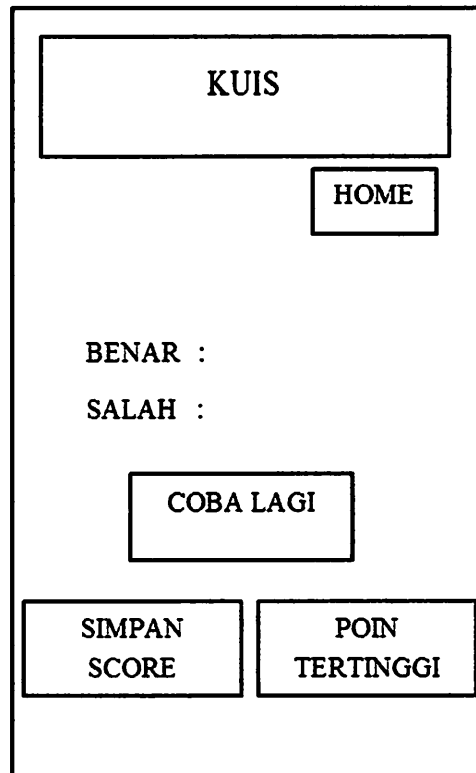 KUIS
HOME
BENAR :
SALAH :
COBA LAGI
SIMPAN
SCORE
POIN
TERTINGGI